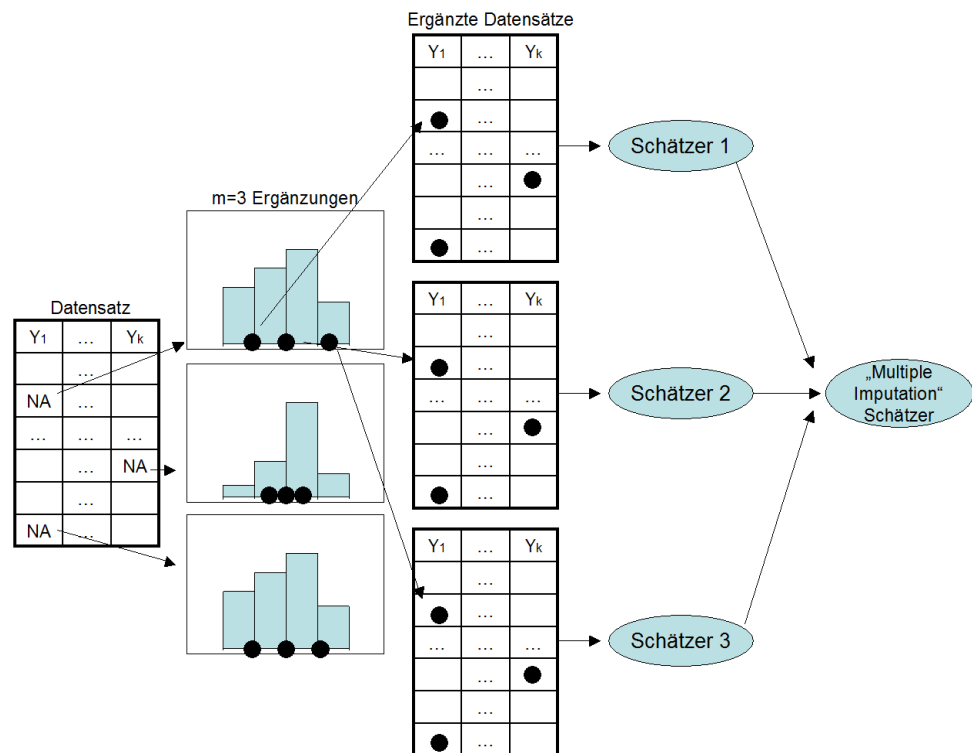 Ergänzte Datensätze
Y1 … Yk
…
…
… … …
…
…
…
Schätzer 1
m=3 Ergänzungen
Datensatz
Y1 … Yk
…
NA …
… … …
… NA
…
NA …
Y1 … Yk
…
…
… … …
…
…
…
Schätzer 2
„Multiple
Imputation“
Schätzer
Y1 … Yk
…
…
… … …
…
…
…
Schätzer 3